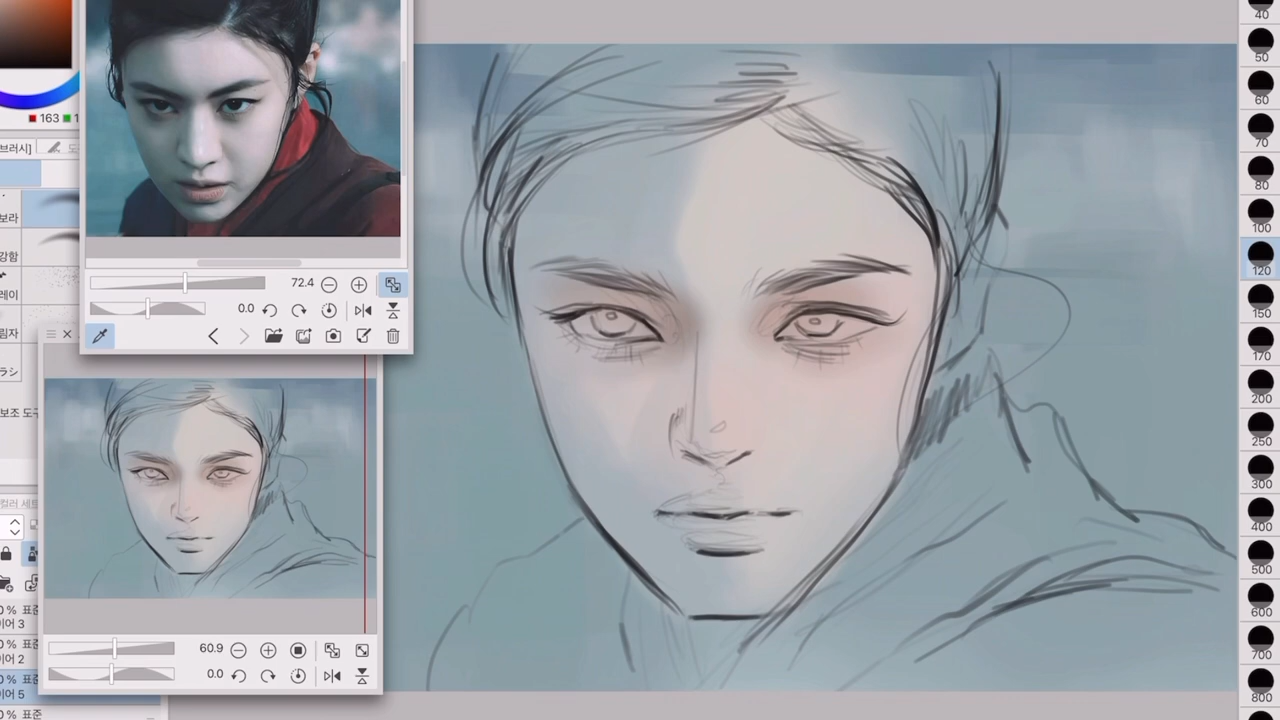 163
브러시]
보라
강함
레이
림자
ラシ
보조 도구
컬러 세트
0 % 표준
이어 3
0 % 표준
이어 2
이어 5
0 % 표준
72.4
0.0
60.9
0.0
40
50
60
70
80
100
120
150
170
200
250
300
400
500
600
700
800